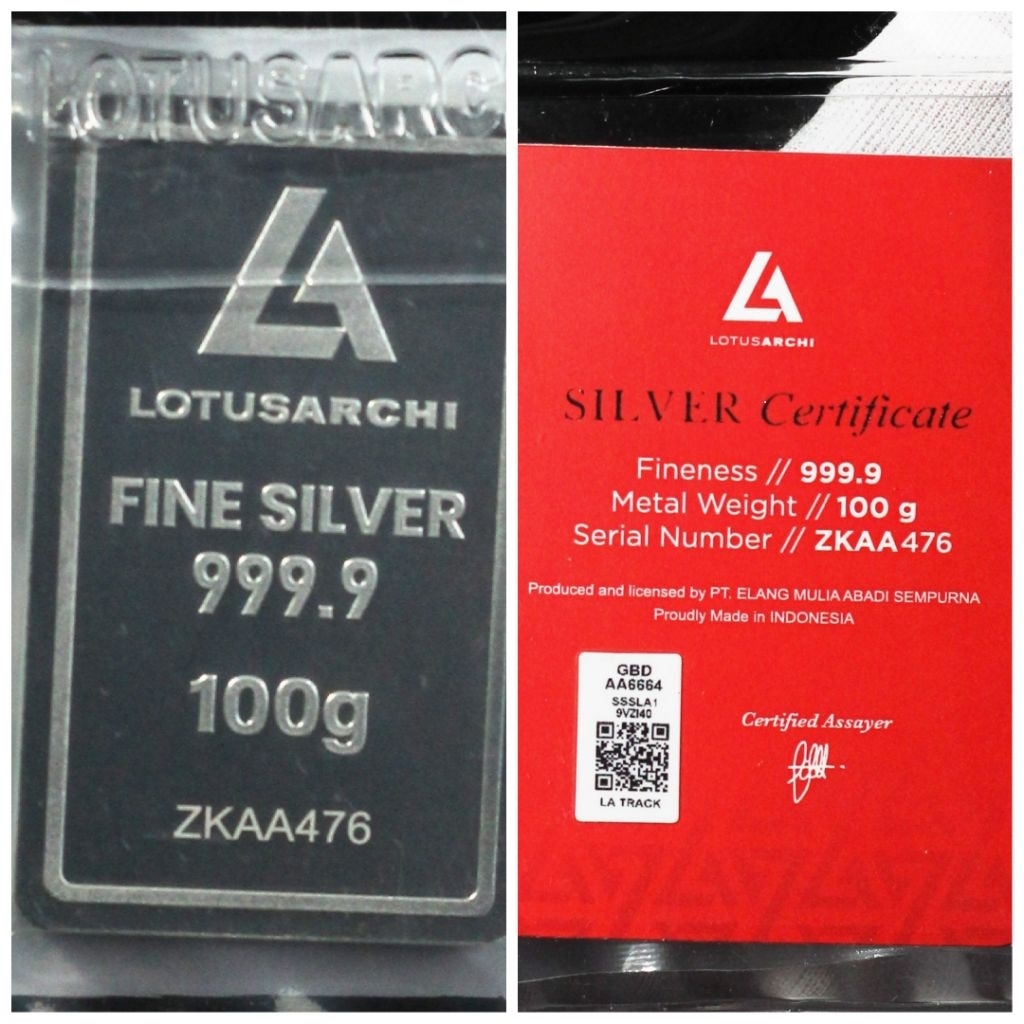 LOTUSARC
LOTUSARCHI
FINE SILVER
999.9
100g
ZKAA476
LOTUSARCHI
SILVER Certificate
Fineness // 999.9
Metal Weight // 100 g
Serial Number // ZKAA476
Produced and licensed by PT. ELANG MULIA ABADI SEMPURNA
Proudly Made in INDONESIA
GBD
AA6664
SSSLA1
9VZI40
LA TRACK
Certified Assayer